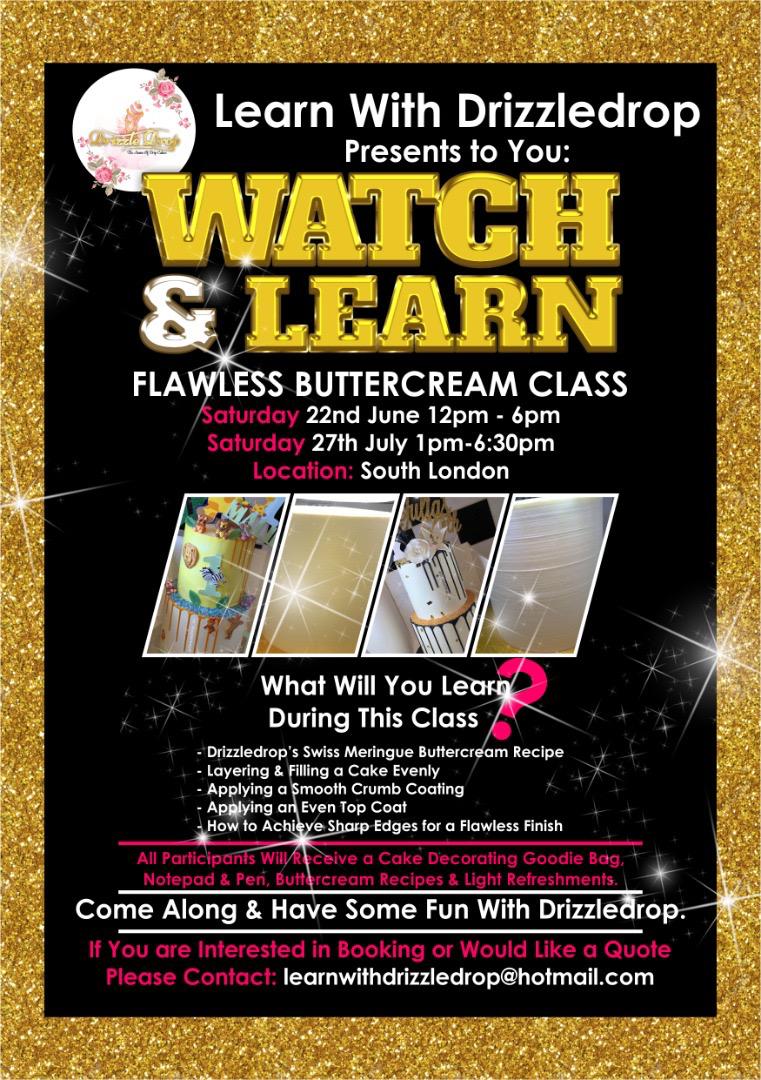 Drizzle Drop
Learn With Drizzledrop
Presents to You:
WATCH
& LEARN
FLAWLESS BUTTERCREAM CLASS
Saturday 22nd June 12pm - 6pm
Saturday 27th July 1pm-6:30pm
Location: South London
What Will You Learn
During This Class ?
- Drizzledrop's Swiss Meringue Buttercream Recipe
- Layering & Filling a Cake Evenly
- Applying a Smooth Crumb Coating
- Applying an Even Top Coat
- How to Achieve Sharp Edges for a Flawless Finish
All Participants Will Receive a Cake Decorating Goodie Bag,
Notepad & Pen, Buttercream Recipes & Light Refreshments.
Come Along & Have Some Fun With Drizzledrop.
If You are Interested in Booking or Would Like a Quote
Please Contact: learnwithdrizzledrop@hotmail.com